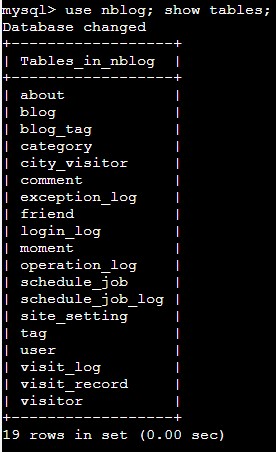 mysql> use nblog; show tables;
Database changed
+------------------+
| Tables_in_nblog  |
+------------------+
| about            |
| blog             |
| blog_tag         |
| category         |
| city_visitor     |
| comment          |
| exception_log    |
| friend           |
| login_log        |
| moment           |
| operation_log    |
| schedule_job     |
| schedule_job_log |
| site_setting     |
| tag              |
| user             |
| visit_log        |
| visit_record     |
| visitor          |
+------------------+
19 rows in set (0.00 sec)